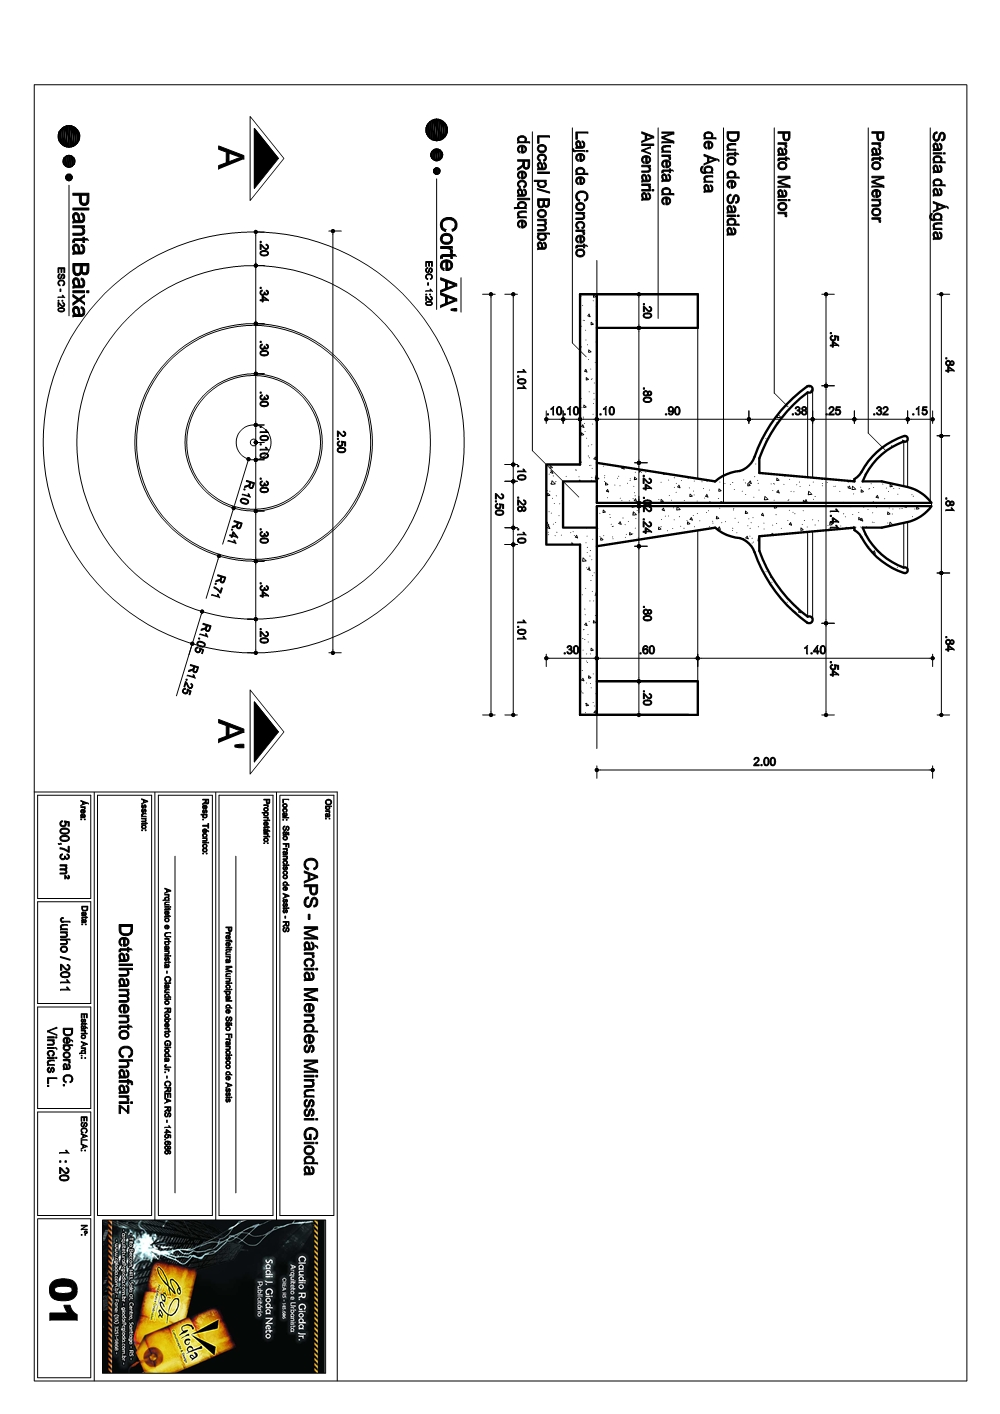 Saida da Água
Prato Menor
Prato Maior
Duto de Saida
de Água
Mureta de
Alvenaria
Laje de Concreto
Local p/ Bomba
de Recalque
.84
.81
.84
.54
1.41
.54
.15
.32
.25
.38
.90
.10
.10
.10
.20
.80
.24
.02
.24
.80
.20
1.40
.60
.30
1.01
.10
.28
.10
1.01
2.50
2.00
Corte AA'
ESC - 1:20
A
A'
2.50
.20
.34
.30
.30
.10
.10
.30
.30
.34
.20
R.10
R.41
R.71
R1.05
R1.25
Planta Baixa
ESC - 1:20
Obra:
CAPS - Márcia Mendes Minussi Gioda
Local: São Francisco de Assis - RS
Proprietário:
Prefeitura Municipal de São Francisco de Assis
Resp. Técnico:
Arquiteto e Urbanista - Claudio Roberto Gioda Jr. - CREA RS - 145.686
Assunto:
Detalhamento Chafariz
Área:
500,73 m²
Data:
Junho / 2011
Estário Arq.:
Débora C.
Vinícius L.
ESCALA:
1 : 20
Nº:
01
Claudio R. Gioda Jr.
Arquiteto e Urbanista
Sadi J. Gioda Neto
Publicitário
Gioda
Gioda